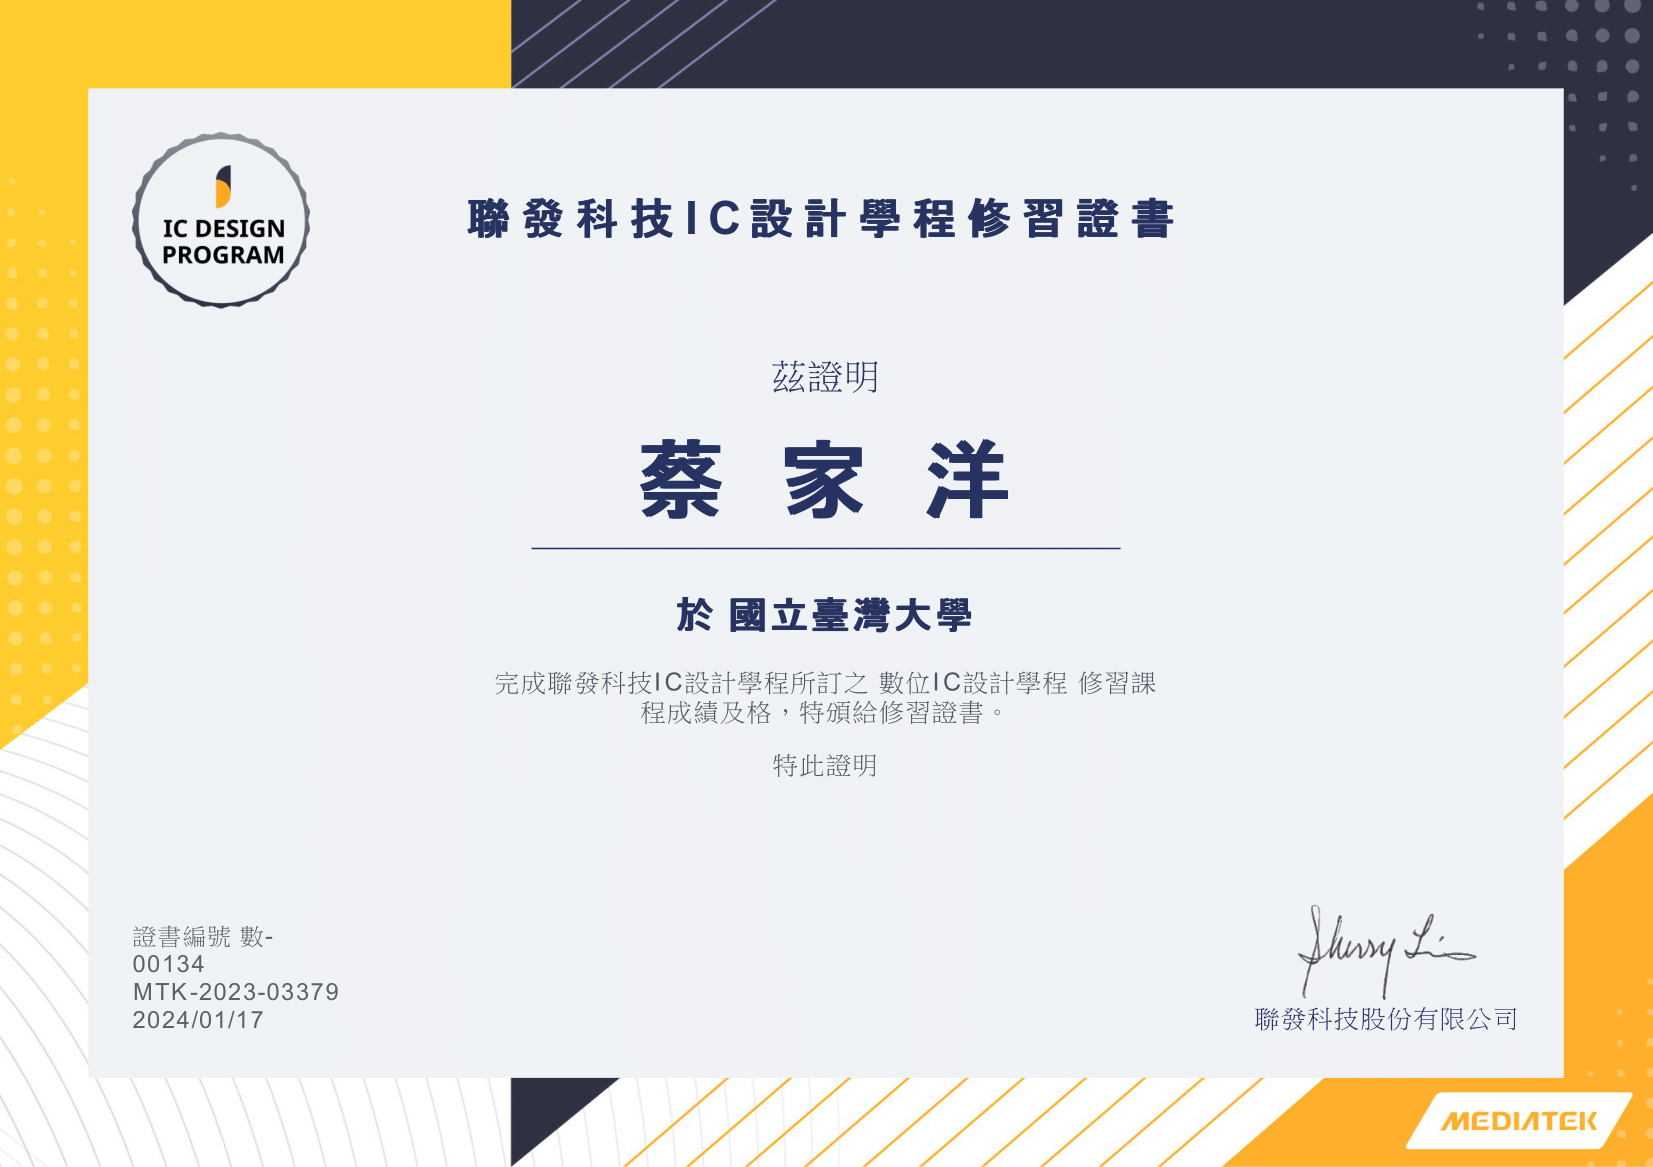 IC DESIGN
PROGRAM
聯發科技IC設計學程修習證書
茲證明
蔡家洋
於 國立臺灣大學
完成聯發科技IC設計學程所訂之 數位IC設計學程 修習課
程成績及格，特頒給修習證書。
特此證明
證書編號 數-
00134
MTK-2023-03379
2024/01/17
Sherry Lin
聯發科技股份有限公司
MEDIATEK